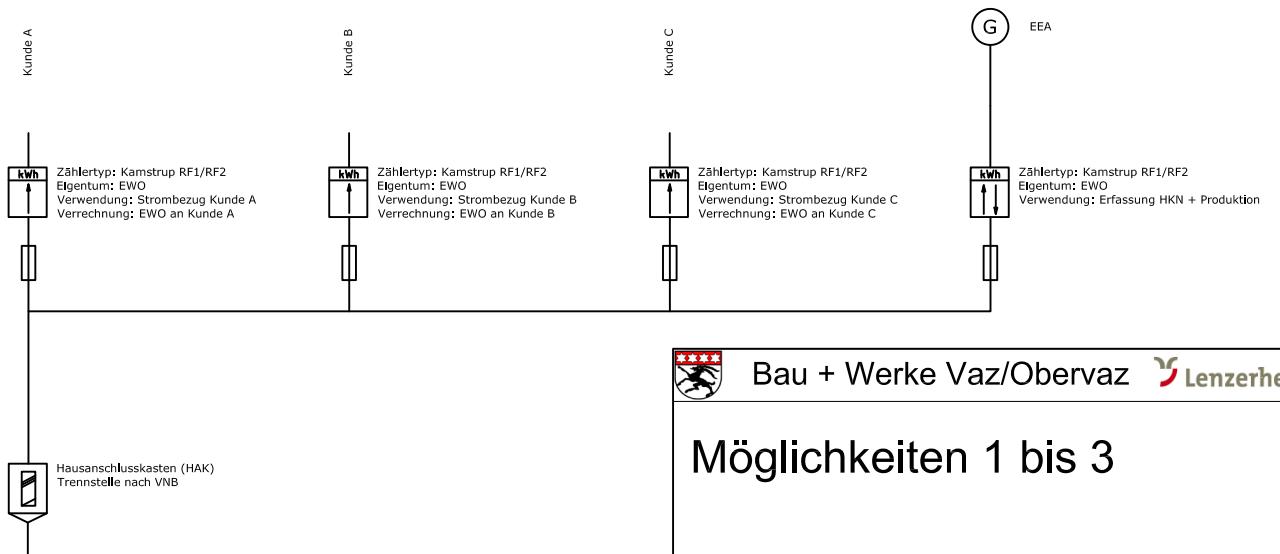 Kunde A
Kunde B
Kunde C
G
EEA
kWh
Zählertyp: Kamstrup RF1/RF2
Eigentum: EWO
Verwendung: Strombezug Kunde A
Verrechnung: EWO an Kunde A
kWh
Zählertyp: Kamstrup RF1/RF2
Eigentum: EWO
Verwendung: Strombezug Kunde B
Verrechnung: EWO an Kunde B
kWh
Zählertyp: Kamstrup RF1/RF2
Eigentum: EWO
Verwendung: Strombezug Kunde C
Verrechnung: EWO an Kunde C
kWh
Zählertyp: Kamstrup RF1/RF2
Eigentum: EWO
Verwendung: Erfassung HKN + Produktion
Bau + Werke Vaz/Obervaz
Lenzerhe
Möglichkeiten 1 bis 3
Hausanschlusskasten (HAK)
Trennstelle nach VNB